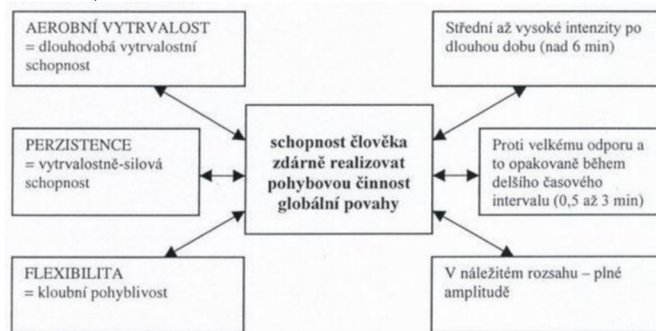 AEROBNÍ VYTRVALOST
= dlouhodobá vytrvalostní
schopnost
Střední až vysoké intenzity po
dlouhou dobu (nad 6 min)
PERZISTENCE
= vytrvalostně-silová
schopnost
schopnost člověka
zdárně realizovat
pohybovou činnost
globální povahy
Proti velkému odporu a
to opakovaně během
delšího časového
intervalu (0,5 až 3 min)
FLEXIBILITA
= kloubní pohyblivost
V náležitém rozsahu – plné
amplitudě